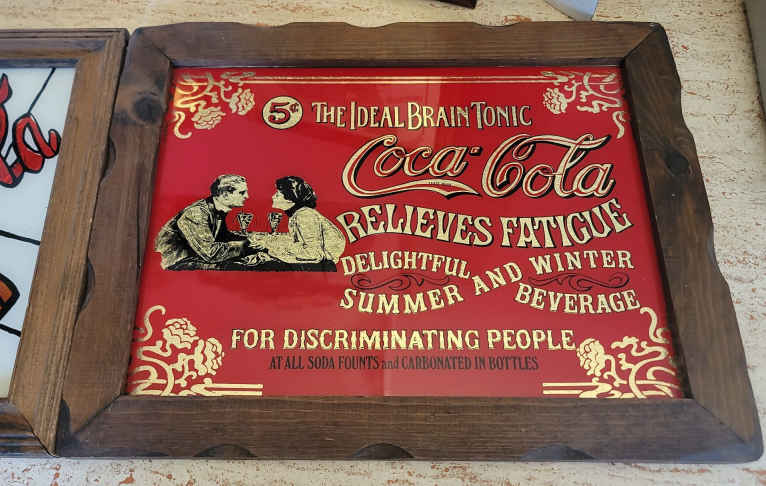 5¢ THE IDEAL BRAIN TONIC
Coca-Cola
RELIEVES FATIGUE
DELIGHTFUL
SUMMER AND WINTER
BEVERAGE
FOR DISCRIMINATING PEOPLE
AT ALL SODA FOUNTS and CARBONATED IN BOTTLES